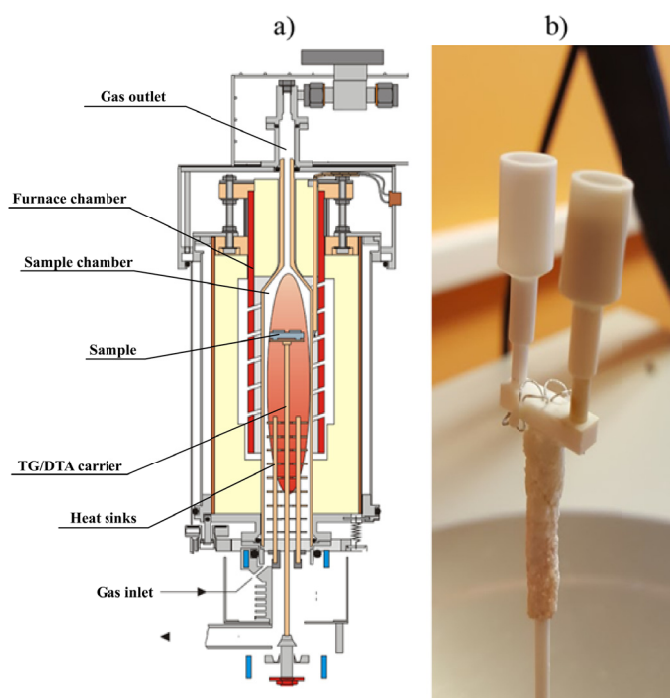 a)
b)
Gas outlet
Furnace chamber
Sample chamber
Sample
TG/DTA carrier
Heat sinks
Gas inlet